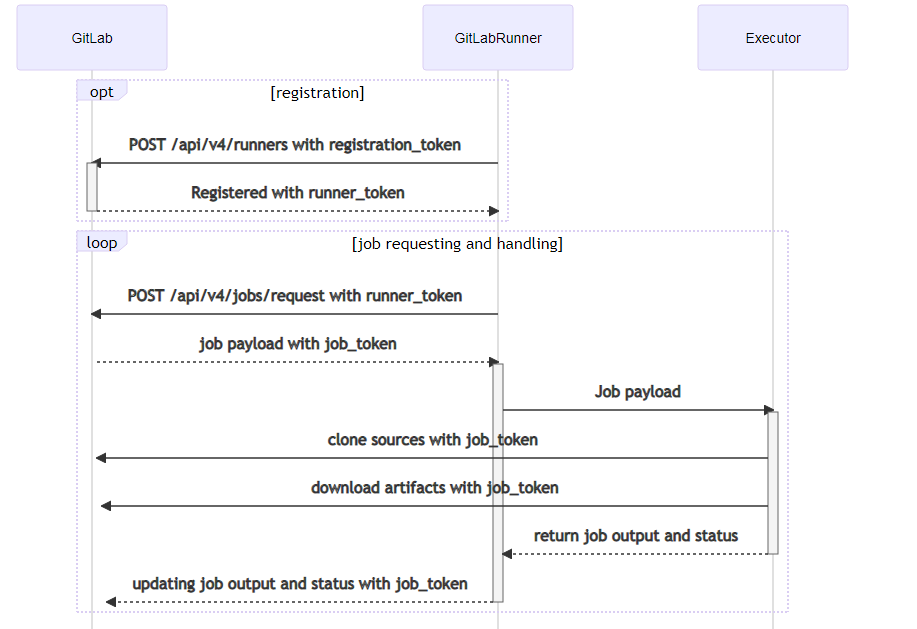 GitLab
GitLabRunner
Executor
opt
[registration]
POST /api/v4/runners with registration_token
Registered with runner_token
loop
[job requesting and handling]
POST /api/v4/jobs/request with runner_token
job payload with job_token
Job payload
clone sources with job_token
download artifacts with job_token
return job output and status
updating job output and status with job_token